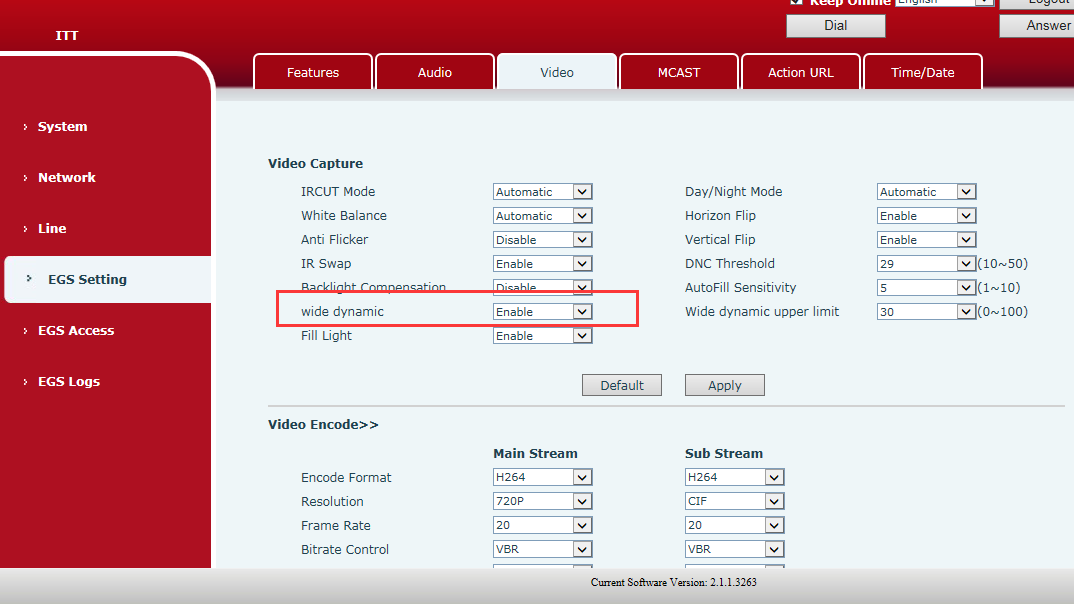 Keep Online English Logout
Dial Answer
ITT
Features Audio Video MCAST Action URL Time/Date
› System
› Network
› Line
› EGS Setting
› EGS Access
› EGS Logs
Video Capture
IRCUT Mode Automatic Day/Night Mode Automatic
White Balance Automatic Horizon Flip Enable
Anti Flicker Disable Vertical Flip Enable
IR Swap Enable DNC Threshold 29 (10~50)
Backlight Compensation Disable AutoFill Sensitivity 5 (1~10)
wide dynamic Enable Wide dynamic upper limit 30 (0~100)
Fill Light Enable
Default Apply
Video Encode>>
Main Stream Sub Stream
Encode Format H264 H264
Resolution 720P CIF
Frame Rate 20 20
Bitrate Control VBR VBR
Current Software Version: 2.1.1.3263